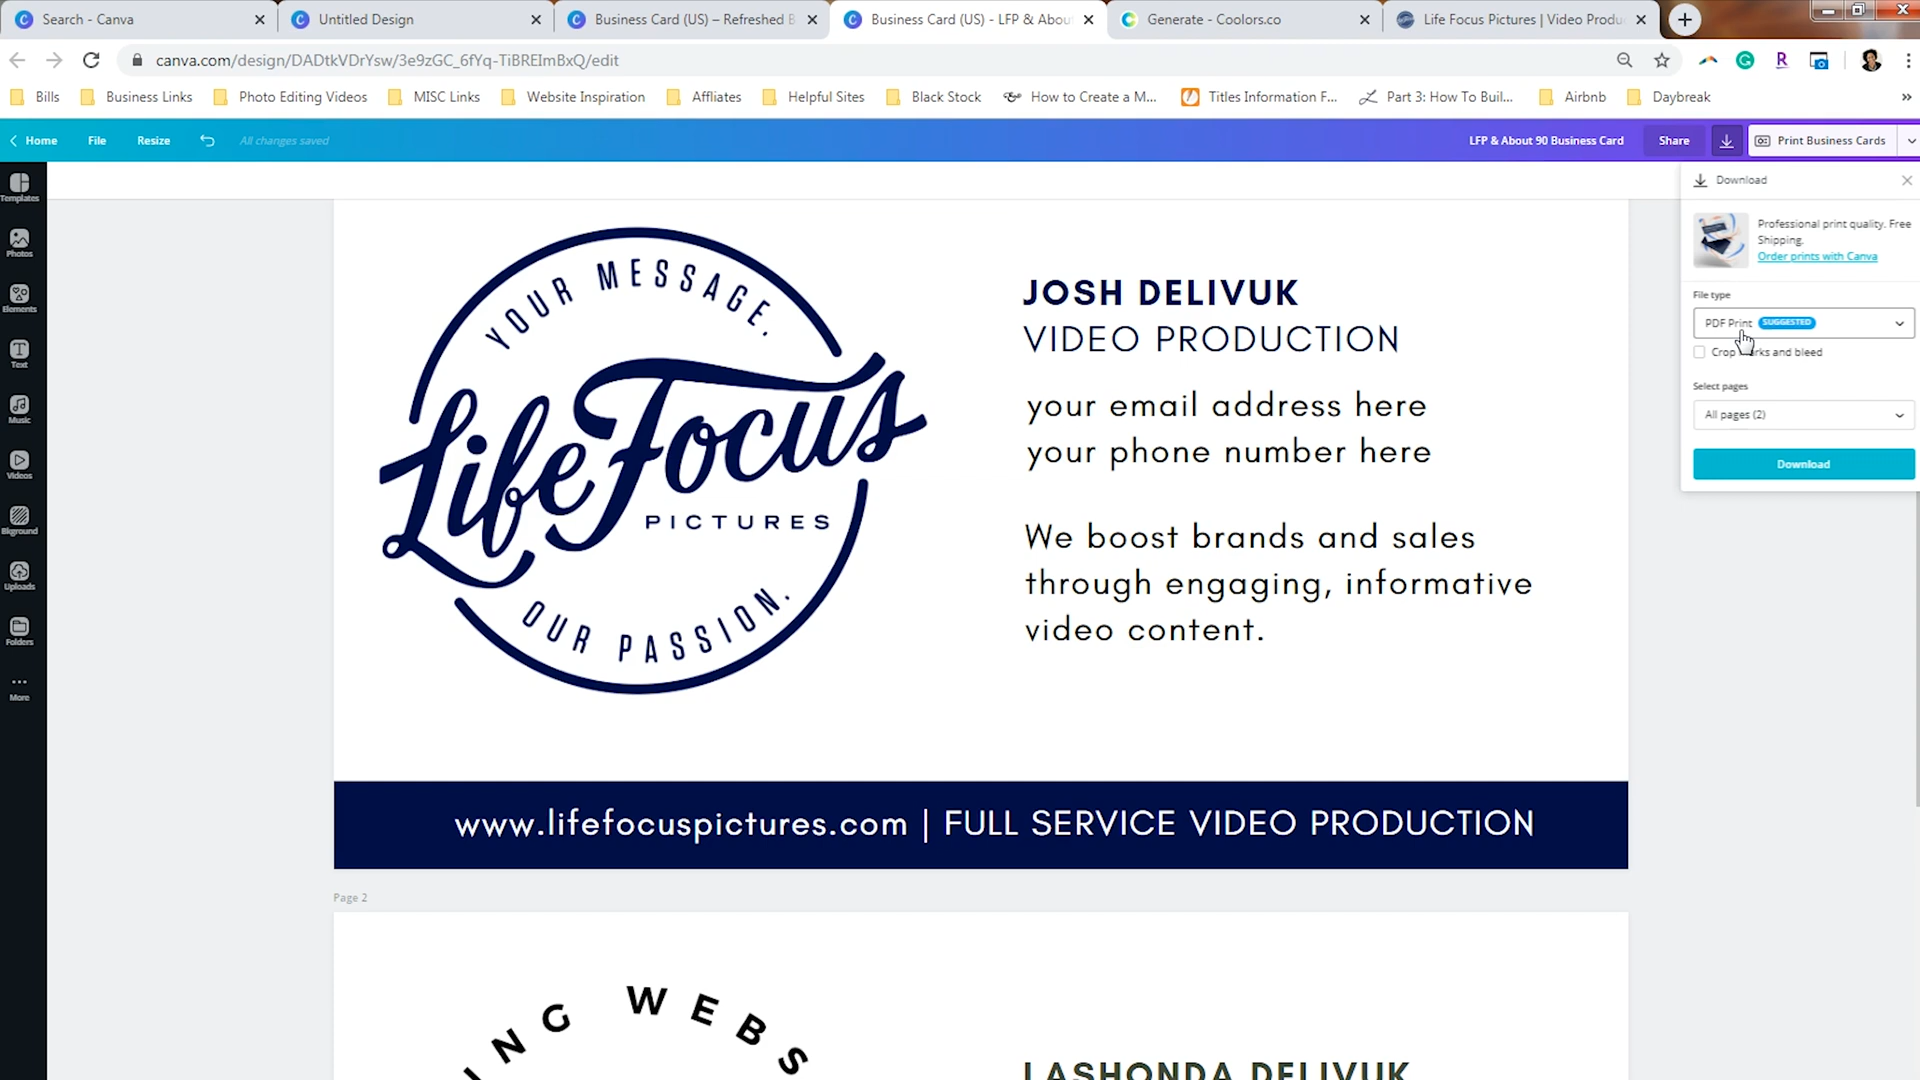 Search - Canva
Untitled Design
Business Card (US) – Refreshed B
Business Card (US) - LFP & Abou
Generate - Coolors.co
Life Focus Pictures | Video Produ
canva.com/design/DADtkVDrYsw/3e9zGC_6fYq-TiBREImBxQ/edit
Bills
Business Links
Photo Editing Videos
MISC Links
Website Inspiration
Affliates
Helpful Sites
Black Stock
How to Create a M...
Titles Information F...
Part 3: How To Buil...
Airbnb
Daybreak
Home
File
Resize
All changes saved
LFP & About 90 Business Card
Share
Print Business Cards
Templates
Photos
Elements
Text
Music
Videos
Bkground
Uploads
Folders
More
Download
Professional print quality. Free
Shipping.
Order prints with Canva
File type
PDF Print SUGGESTED
Crop and bleed
Select pages
All pages (2)
Download
YOUR MESSAGE.
Life Focus
PICTURES
OUR PASSION.
JOSH DELIVUK
VIDEO PRODUCTION
your email address here
your phone number here
We boost brands and sales
through engaging, informative
video content.
www.lifefocuspictures.com | FULL SERVICE VIDEO PRODUCTION
Page 2
ING WEBS
LASHONDA DELIVUK